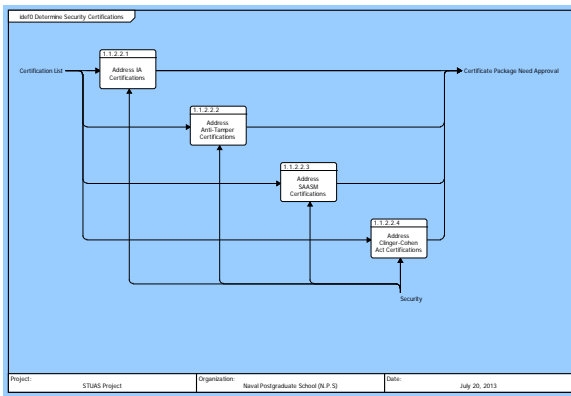 idef0 Determine Security Certifications
1.1.2.2.1
Certification List
Address IA
Certifications
Certificate Package Need Approval
1.1.2.2.2
Address
Anti-Tamper
Certifications
1.1.2.2.3
Address
SAASM
Certifications
1.1.2.2.4
Address
Clinger-Cohen
Act Certifications
Security
Project:
STUAS Project
Organization:
Naval Postgraduate School (N.P.S)
Date:
July 20, 2013